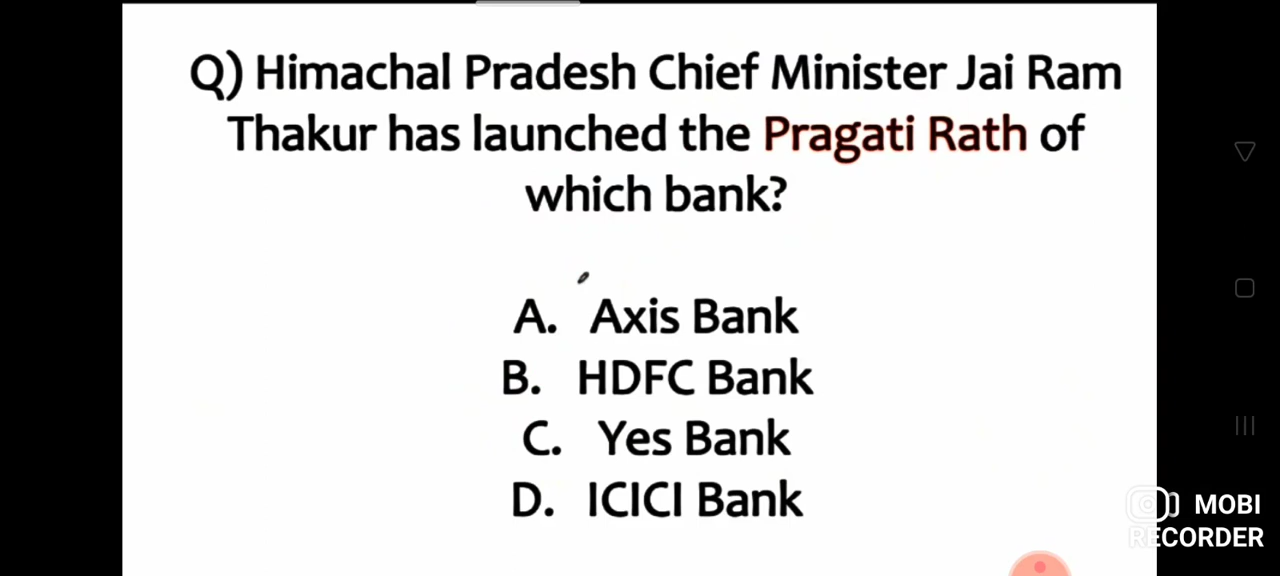 Q) Himachal Pradesh Chief Minister Jai Ram
Thakur has launched the Pragati Rath of
which bank?
A. Axis Bank
B. HDFC Bank
C. Yes Bank
D. ICICI Bank
MOBI
RECORDER